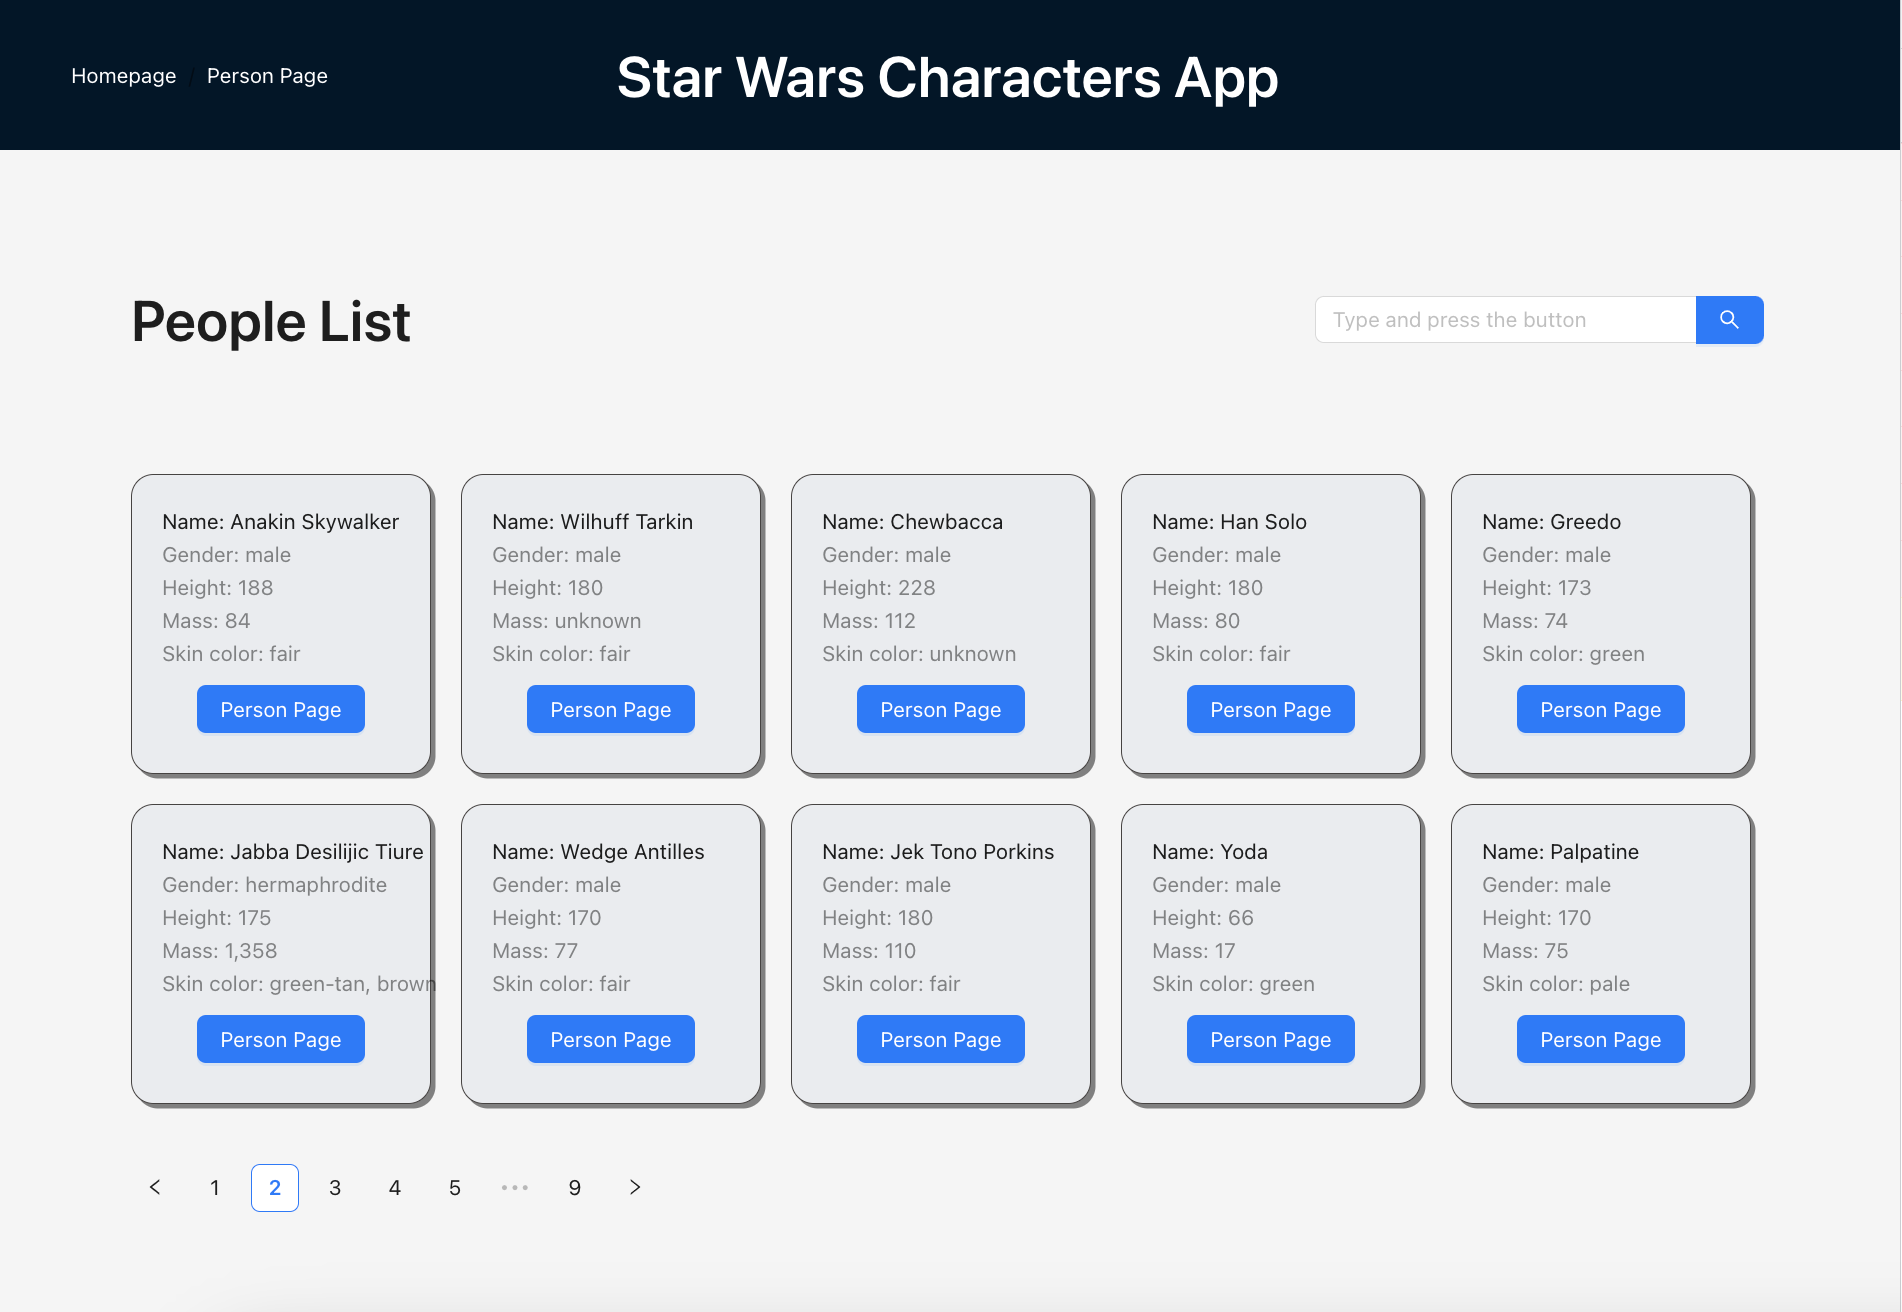 Homepage / Person Page
Star Wars Characters App
People List
Type and press the button
Name: Anakin Skywalker
Gender: male
Height: 188
Mass: 84
Skin color: fair
Person Page
Name: Wilhuff Tarkin
Gender: male
Height: 180
Mass: unknown
Skin color: fair
Person Page
Name: Chewbacca
Gender: male
Height: 228
Mass: 112
Skin color: unknown
Person Page
Name: Han Solo
Gender: male
Height: 180
Mass: 80
Skin color: fair
Person Page
Name: Greedo
Gender: male
Height: 173
Mass: 74
Skin color: green
Person Page
Name: Jabba Desilijic Tiure
Gender: hermaphrodite
Height: 175
Mass: 1,358
Skin color: green-tan, brown
Person Page
Name: Wedge Antilles
Gender: male
Height: 170
Mass: 77
Skin color: fair
Person Page
Name: Jek Tono Porkins
Gender: male
Height: 180
Mass: 110
Skin color: fair
Person Page
Name: Yoda
Gender: male
Height: 66
Mass: 17
Skin color: green
Person Page
Name: Palpatine
Gender: male
Height: 170
Mass: 75
Skin color: pale
Person Page
< 1 2 3 4 5 ••• 9 >